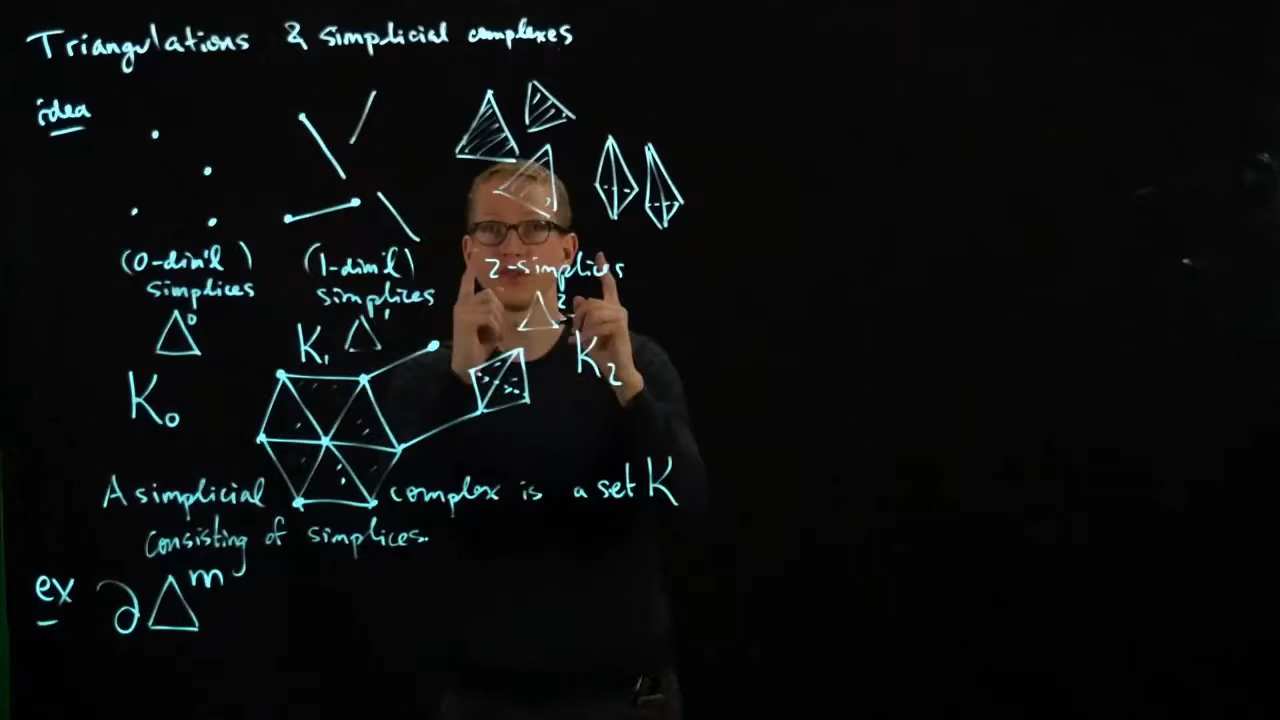 Triangulations & simplicial complexes
idea
(0-dim'l)
simplices
Δ⁰
K₀
(1-dim'l)
simplices
K₁ Δ¹
2-simplices
Δ²
K₂
A simplicial complex is a set K
consisting of simplices.
ex ∂Δᵐ